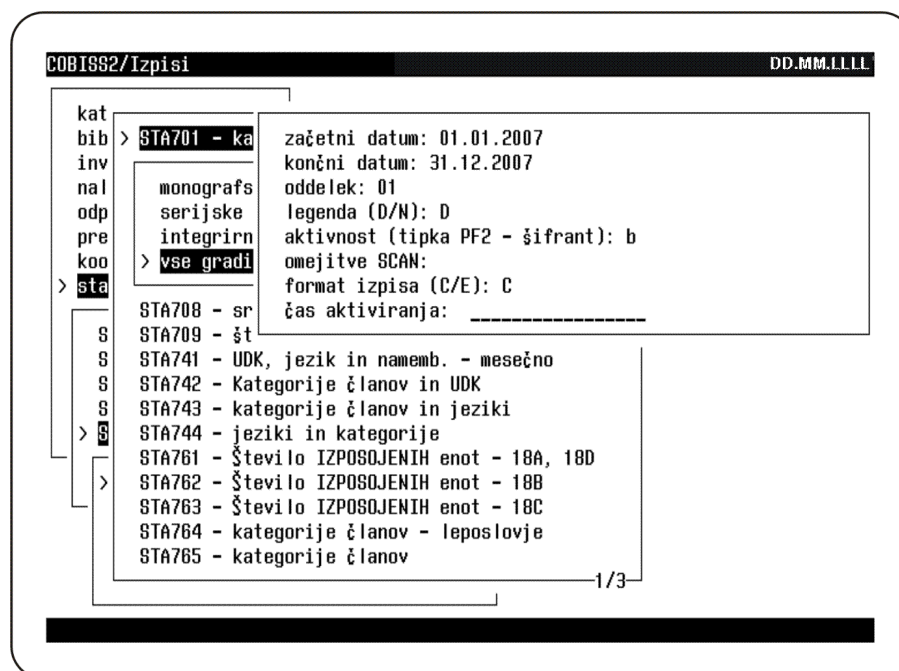 COBISS2/Izpisi DD.MM.LLLL
kat
bib > STA701 - ka začetni datum: 01.01.2007
inv končni datum: 31.12.2007
nal monografs oddelek: 01
odp serijske legenda (D/N): D
pre integrirn aktivnost (tipka PF2 - šifrant): b
koo > vse gradi omejitve SCAN:
> sta format izpisa (C/E): C
STA708 - sr čas aktiviranja: _________________
S STA709 - št
S STA741 - UDK, jezik in namemb. - mesečno
S STA742 - Kategorije članov in UDK
S STA743 - kategorije članov in jeziki
> S STA744 - jeziki in kategorije
STA761 - Število IZPOSOJENIH enot - 18A, 18D
> STA762 - Število IZPOSOJENIH enot - 18B
STA763 - Število IZPOSOJENIH enot - 18C
STA764 - kategorije članov - leposlovje
STA765 - kategorije članov
1/3